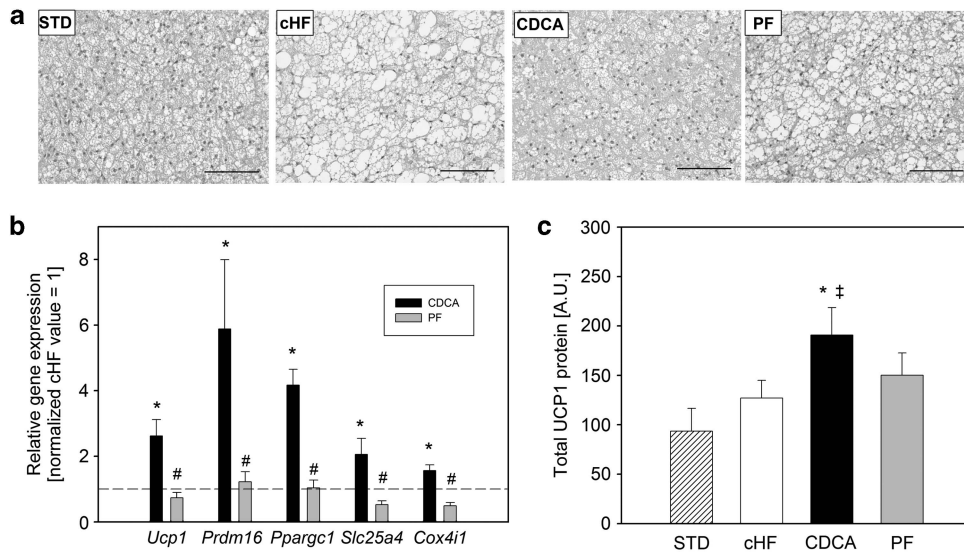 a
STD
cHF
CDCA
PF
b
Relative gene expression
[normalized cHF value = 1]
8
6
4
2
0
*
*
*
*
*
#
#
#
#
#
CDCA
PF
Ucp1 Prdm16 Ppargc1 Slc25a4 Cox4i1
c
Total UCP1 protein [A.U.]
300
250
200
150
100
50
0
* ‡
STD cHF CDCA PF